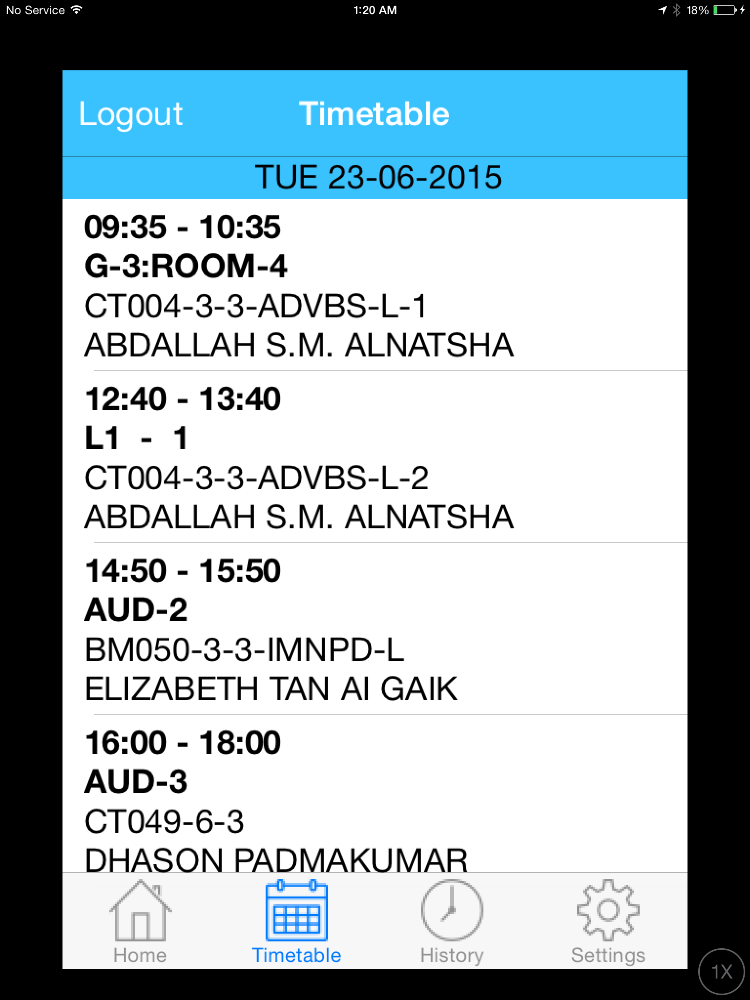 No Service 1:20 AM 18%
Logout Timetable
TUE 23-06-2015
09:35 - 10:35
G-3:ROOM-4
CT004-3-3-ADVBS-L-1
ABDALLAH S.M. ALNATSHA
12:40 - 13:40
L1 - 1
CT004-3-3-ADVBS-L-2
ABDALLAH S.M. ALNATSHA
14:50 - 15:50
AUD-2
BM050-3-3-IMNPD-L
ELIZABETH TAN AI GAIK
16:00 - 18:00
AUD-3
CT049-6-3
DHASON PADMAKUMAR
Home Timetable History Settings
1X